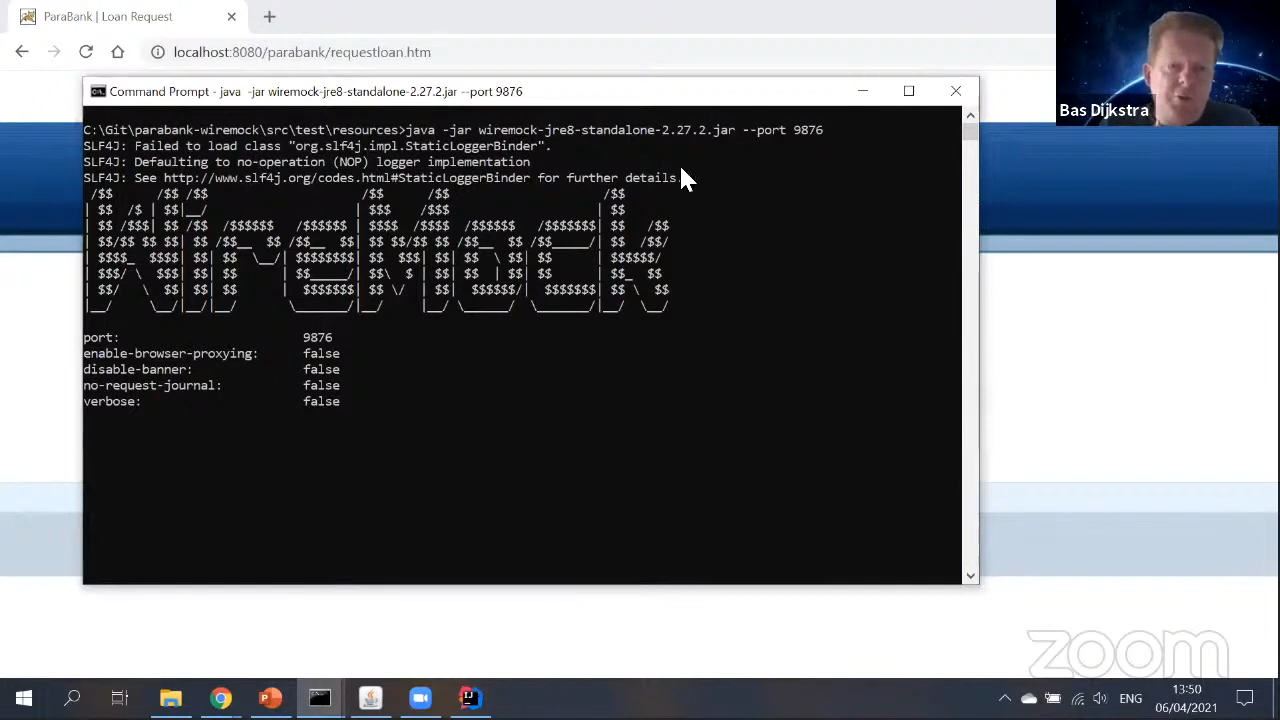 ParaBank | Loan Request
localhost:8080/parabank/requestloan.htm
Bas Dijkstra
Command Prompt - java  -jar wiremock-jre8-standalone-2.27.2.jar --port 9876
C:\Git\parabank-wiremock\src\test\resources>java -jar wiremock-jre8-standalone-2.27.2.jar --port 9876
SLF4J: Failed to load class "org.slf4j.impl.StaticLoggerBinder".
SLF4J: Defaulting to no-operation (NOP) logger implementation
SLF4J: See http://www.slf4j.org/codes.html#StaticLoggerBinder for further details.
WireMock
port: 9876
enable-browser-proxying: false
disable-banner: false
no-request-journal: false
verbose: false
zoom
ENG
13:50
06/04/2021